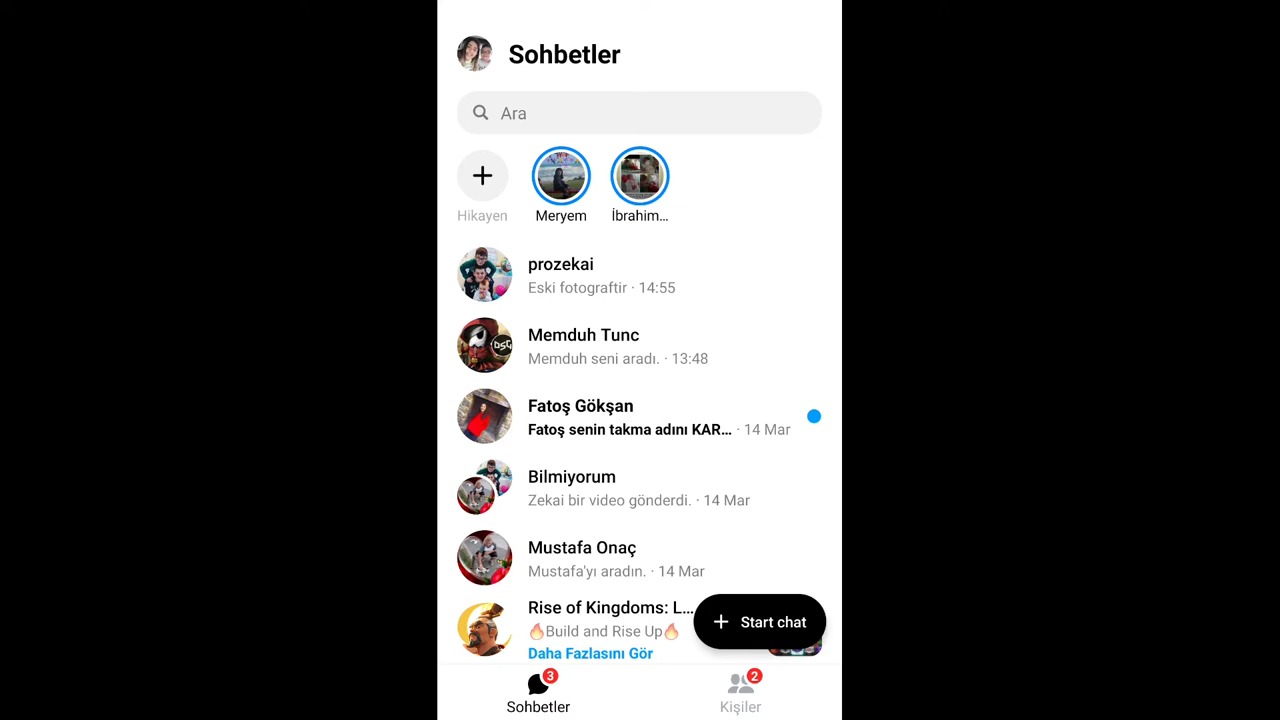 Sohbetler
Ara
Hikayen
Meryem
İbrahim...
prozekai
Eski fotograftir · 14:55
Memduh Tunc
Memduh seni aradı. · 13:48
DSG
Fatoş Gökşan
Fatoş senin takma adını KAR... · 14 Mar
Bilmiyorum
Zekai bir video gönderdi. · 14 Mar
Mustafa Onaç
Mustafa'yı aradın. · 14 Mar
Rise of Kingdoms: L...
🔥Build and Rise Up🔥
Daha Fazlasını Gör
+ Start chat
3
2
Sohbetler
Kişiler